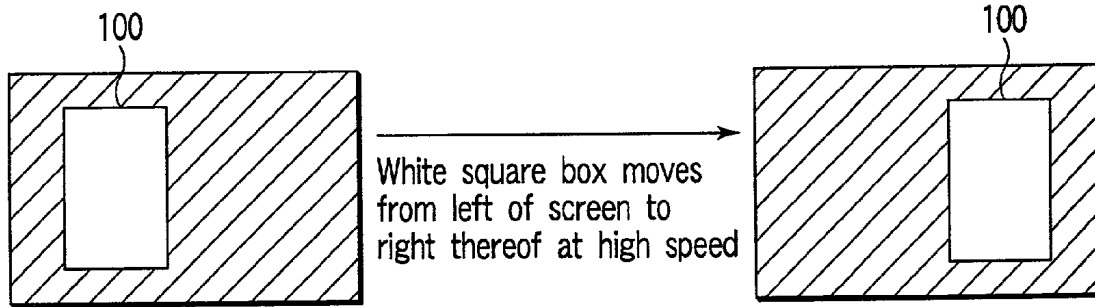 100
100
White square box moves
from left of screen to
right thereof at high speed